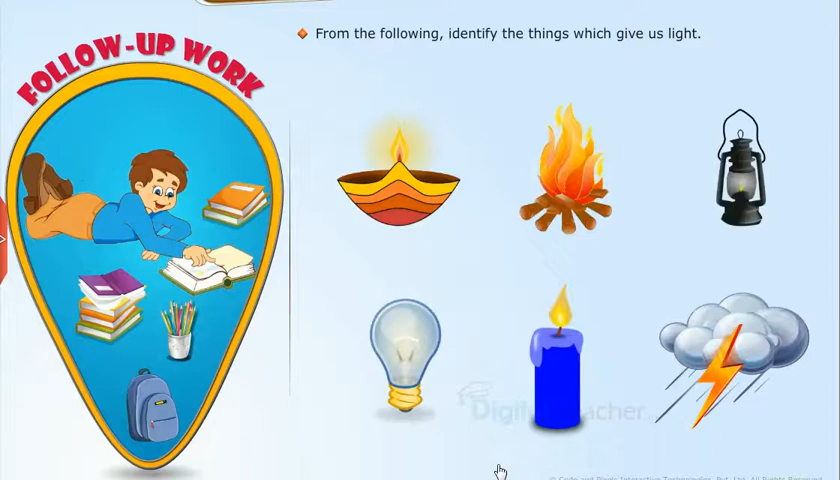 From the following, identify the things which give us light.
FOLLOW-UP WORK